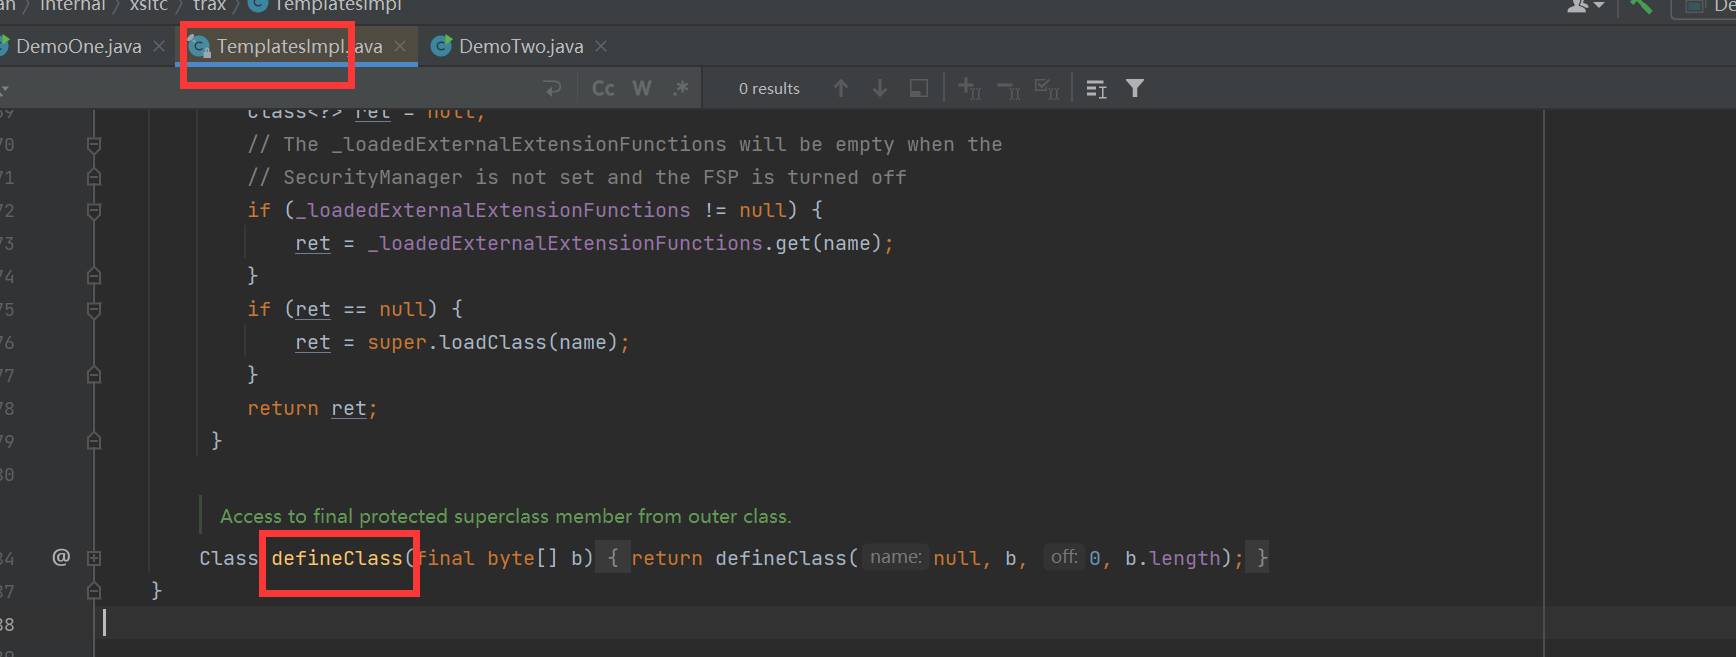 internal > xsltc > trax > TemplatesImpl
DemoOne.java TemplatesImpl.java DemoTwo.java
Cc W .* 0 results
Class<?> ret = null;
70 // The _loadedExternalExtensionFunctions will be empty when the
71 // SecurityManager is not set and the FSP is turned off
72 if (_loadedExternalExtensionFunctions != null) {
73 ret = _loadedExternalExtensionFunctions.get(name);
74 }
75 if (ret == null) {
76 ret = super.loadClass(name);
77 }
78 return ret;
79 }
80
Access to final protected superclass member from outer class.
84 @ Class defineClass(final byte[] b) { return defineClass( name: null, b, off: 0, b.length); }
87 }
88